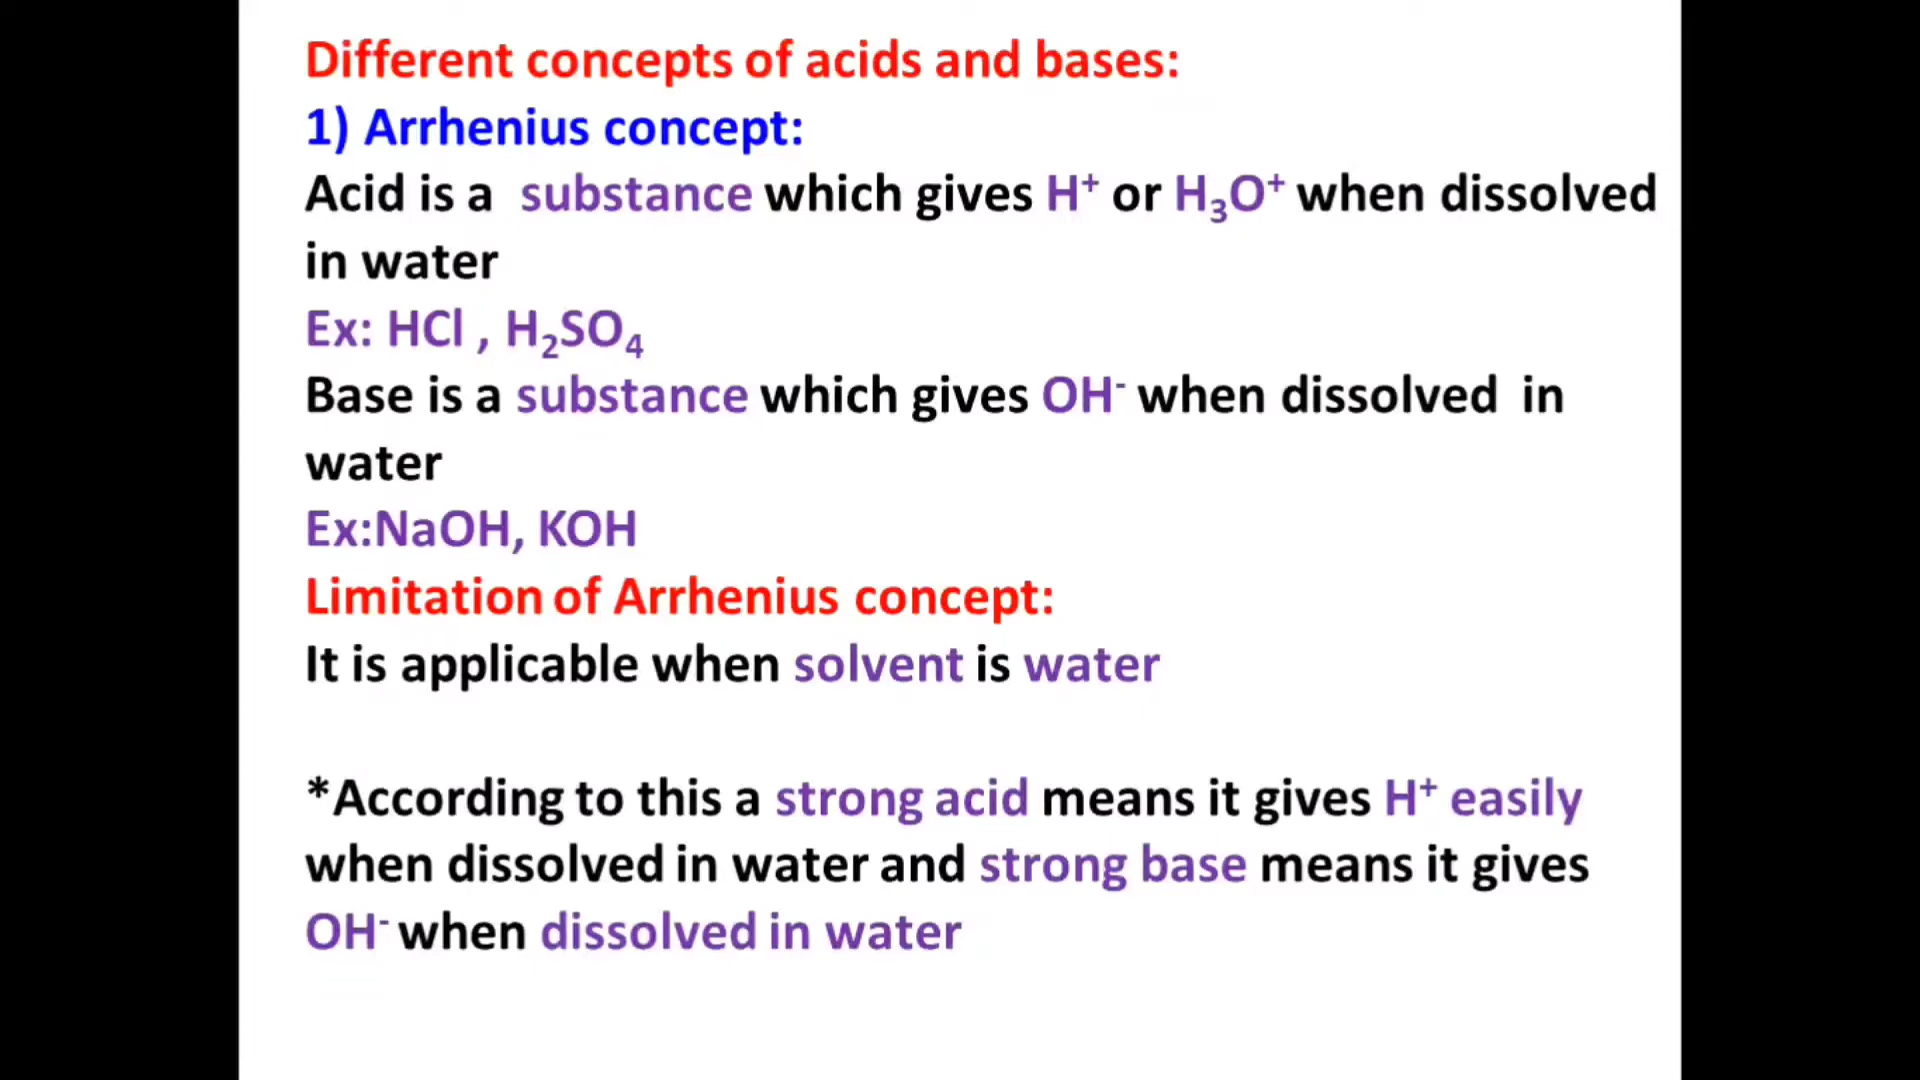 Different concepts of acids and bases:
1) Arrhenius concept:
Acid is a substance which gives H⁺ or H₃O⁺ when dissolved
in water
Ex: HCl , H₂SO₄
Base is a substance which gives OH⁻ when dissolved in
water
Ex:NaOH, KOH
Limitation of Arrhenius concept:
It is applicable when solvent is water
*According to this a strong acid means it gives H⁺ easily
when dissolved in water and strong base means it gives
OH⁻ when dissolved in water